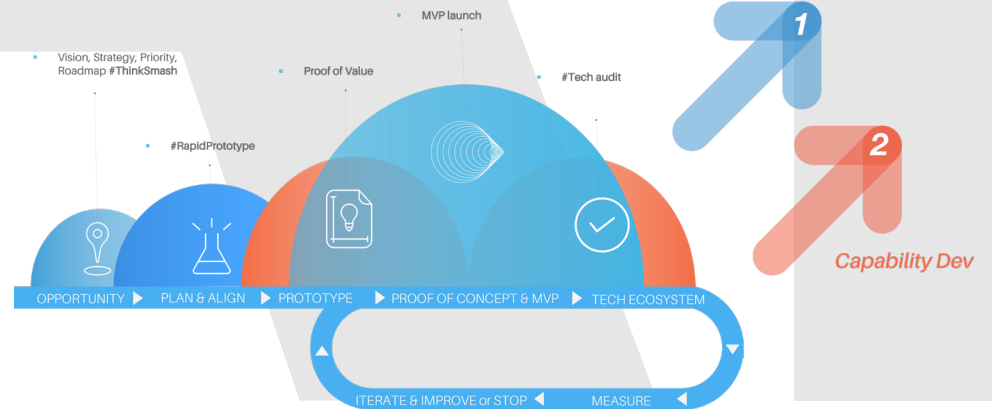 MVP launch
1
Vision, Strategy, Priority,
Roadmap #ThinkSmash
Proof of Value
#Tech audit
#RapidPrototype
2
Capability Dev
OPPORTUNITY
PLAN & ALIGN
PROTOTYPE
PROOF OF CONCEPT & MVP
TECH ECOSYSTEM
ITERATE & IMPROVE or STOP
MEASURE